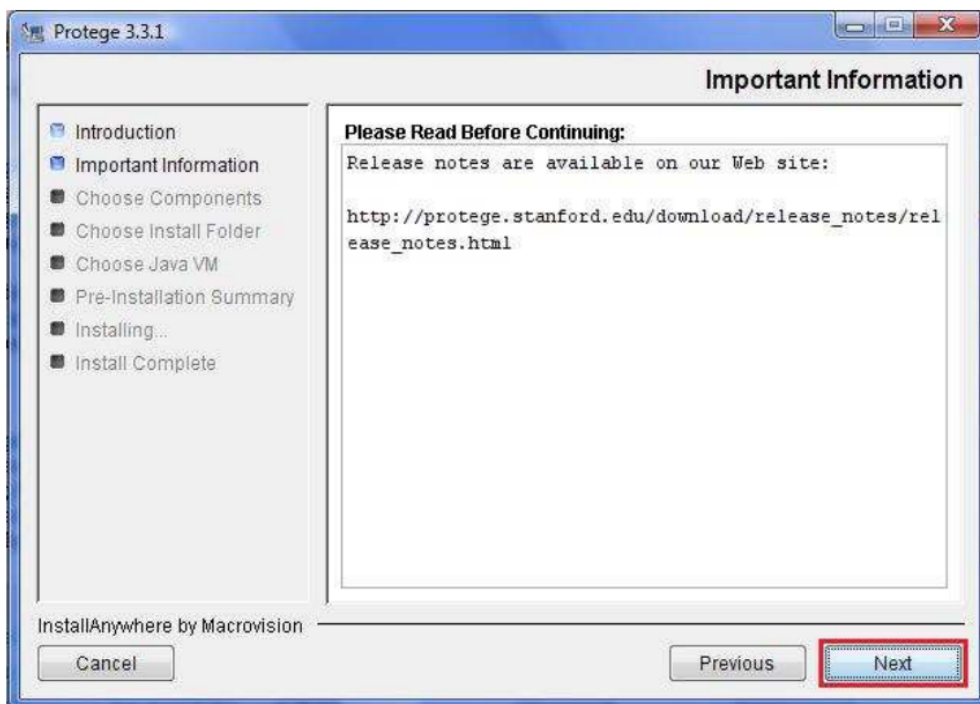 Protege 3.3.1
Important Information
Introduction
Important Information
Choose Components
Choose Install Folder
Choose Java VM
Pre-Installation Summary
Installing...
Install Complete
Please Read Before Continuing:
Release notes are available on our Web site:
http://protege.stanford.edu/download/release_notes/rel
ease_notes.html
InstallAnywhere by Macrovision
Cancel
Previous
Next